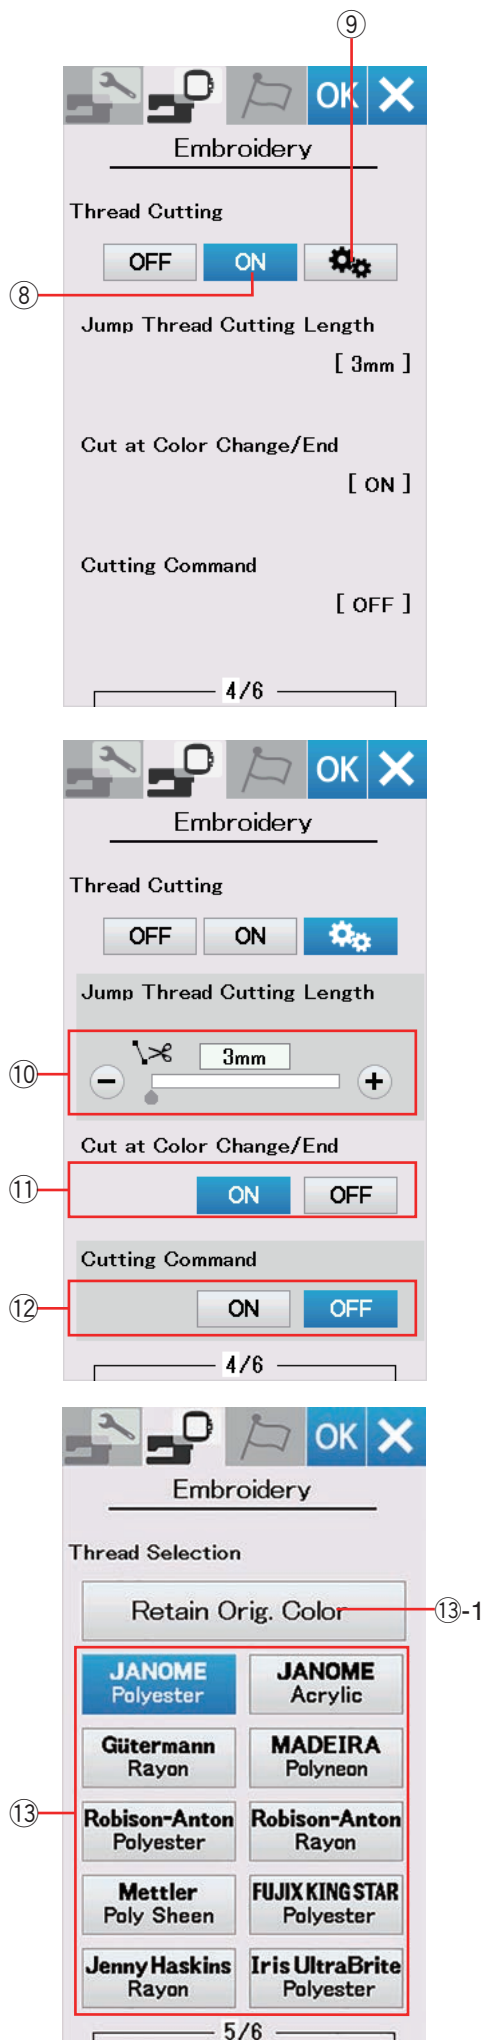 ⑨
OK
Embroidery
Thread Cutting
OFF ON
⑧
Jump Thread Cutting Length
[ 3mm ]
Cut at Color Change/End
[ ON ]
Cutting Command
[ OFF ]
4/6
OK
Embroidery
Thread Cutting
OFF ON
Jump Thread Cutting Length
⑩ 3mm
Cut at Color Change/End
⑪ ON OFF
Cutting Command
⑫ ON OFF
4/6
OK
Embroidery
Thread Selection
Retain Orig. Color ⑬-1
JANOME JANOME
Polyester Acrylic
Gütermann MADEIRA
Rayon Polyneon
⑬ Robison-Anton Robison-Anton
Polyester Rayon
Mettler FUJIX KING STAR
Poly Sheen Polyester
Jenny Haskins Iris UltraBrite
Rayon Polyester
5/6